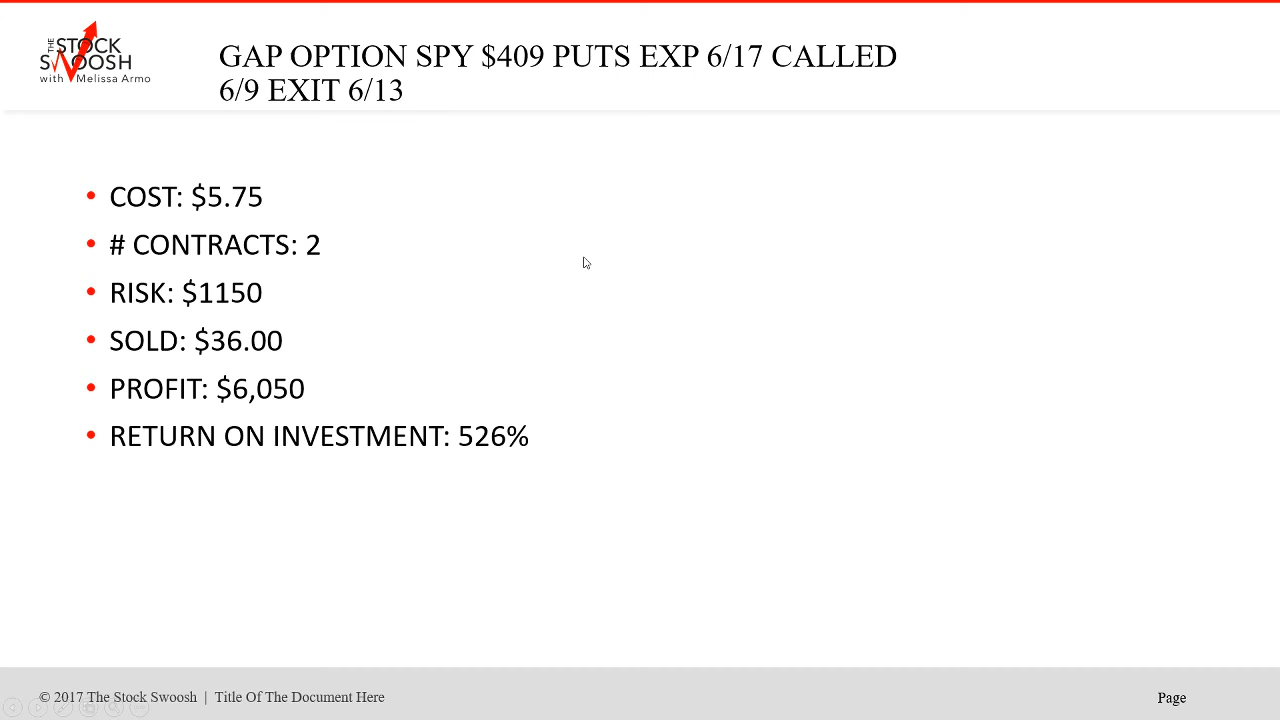 THE STOCK
SWOOSH
with Melissa Armo
GAP OPTION SPY $409 PUTS EXP 6/17 CALLED
6/9 EXIT 6/13
• COST: $5.75
• # CONTRACTS: 2
• RISK: $1150
• SOLD: $36.00
• PROFIT: $6,050
• RETURN ON INVESTMENT: 526%
© 2017 The Stock Swoosh | Title Of The Document Here
Page